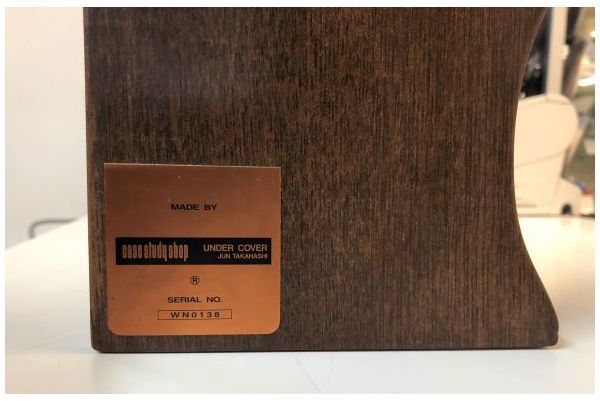 MADE BY
case study shop UNDER COVER
JUN TAKAHASHI
®
SERIAL NO.
WN0138